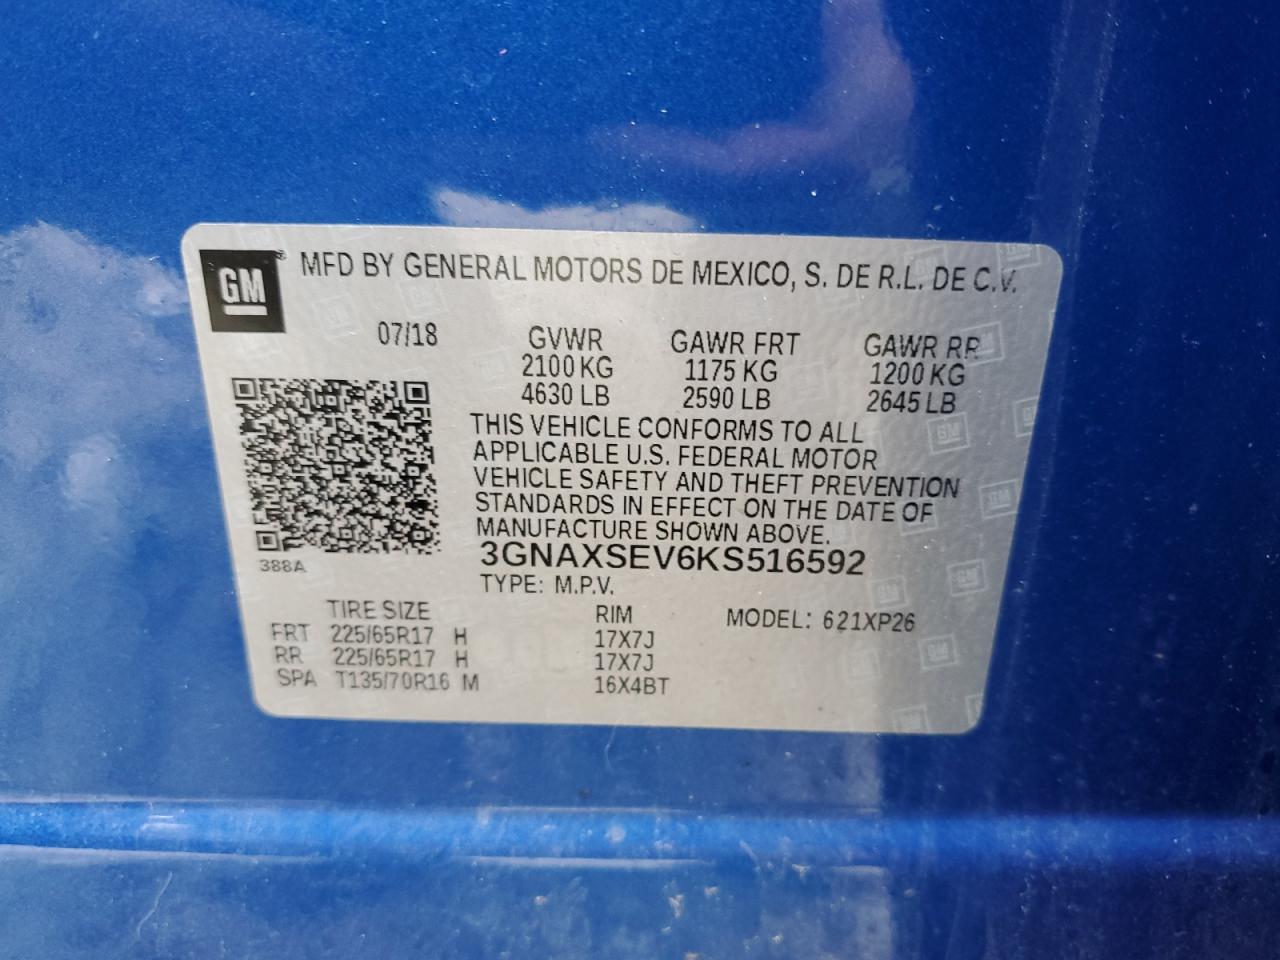 GM® MFD BY GENERAL MOTORS DE MEXICO, S. DE R.L. DE C.V.
07/18 GVWR GAWR FRT GAWR RR
2100 KG 1175 KG 1200 KG
4630 LB 2590 LB 2645 LB
THIS VEHICLE CONFORMS TO ALL
APPLICABLE U.S. FEDERAL MOTOR
VEHICLE SAFETY AND THEFT PREVENTION
STANDARDS IN EFFECT ON THE DATE OF
MANUFACTURE SHOWN ABOVE.
3GNAXSEV6KS516592
388A
TYPE: M.P.V.
TIRE SIZE RIM MODEL: 621XP26
FRT 225/65R17 H 17X7J
RR 225/65R17 H 17X7J
SPA T135/70R16 M 16X4BT